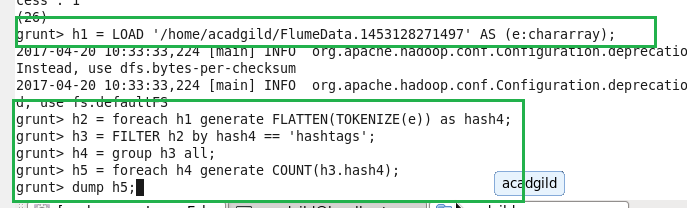 (26)
grunt> h1 = LOAD '/home/acadgild/FlumeData.1453128271497' AS (e:chararray);
2017-04-20 10:33:33,224 [main] INFO  org.apache.hadoop.conf.Configuration.deprecatio
Instead, use dfs.bytes-per-checksum
2017-04-20 10:33:33,224 [main] INFO  org.apache.hadoop.conf.Configuration.deprecatio
d, use fs.defaultFS
grunt> h2 = foreach h1 generate FLATTEN(TOKENIZE(e)) as hash4;
grunt> h3 = FILTER h2 by hash4 == 'hashtags';
grunt> h4 = group h3 all;
grunt> h5 = foreach h4 generate COUNT(h3.hash4);
grunt> dump h5;
acadgild